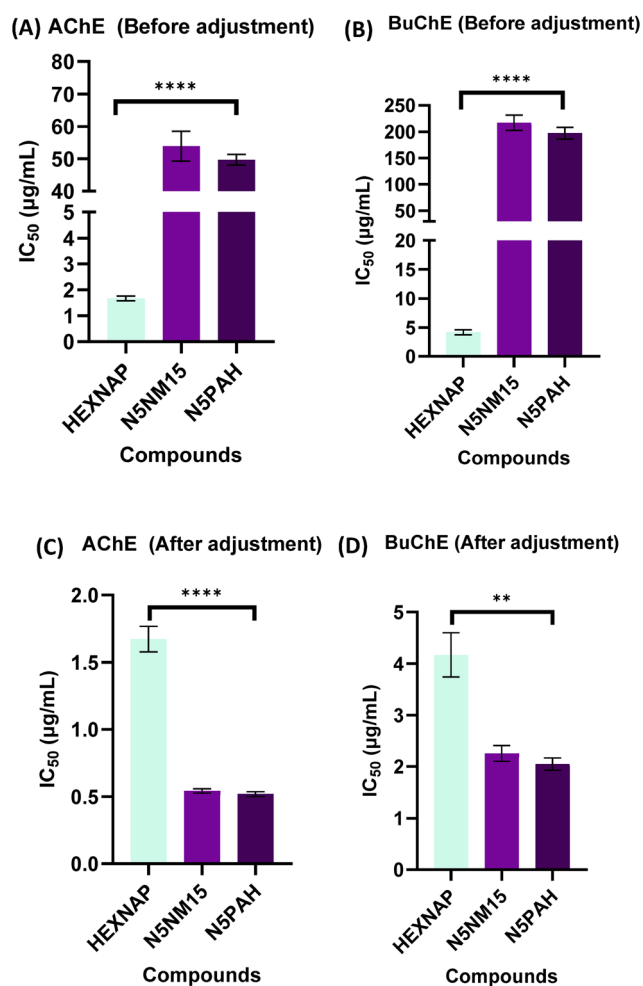 (A) AChE (Before adjustment)
****
80
70
60
50
40
5
4
3
2
1
0
IC50 (µg/mL)
HEXNAP
N5NM15
N5PAH
Compounds
(B) BuChE (Before adjustment)
****
250
200
150
100
50
20
15
10
5
0
IC50 (µg/mL)
HEXNAP
N5NM15
N5PAH
Compounds
(C) AChE (After adjustment)
****
2.0
1.5
1.0
0.5
0.0
IC50 (µg/mL)
HEXNAP
N5NM15
N5PAH
Compounds
(D) BuChE (After adjustment)
**
5
4
3
2
1
0
IC50 (µg/mL)
HEXNAP
N5NM15
N5PAH
Compounds